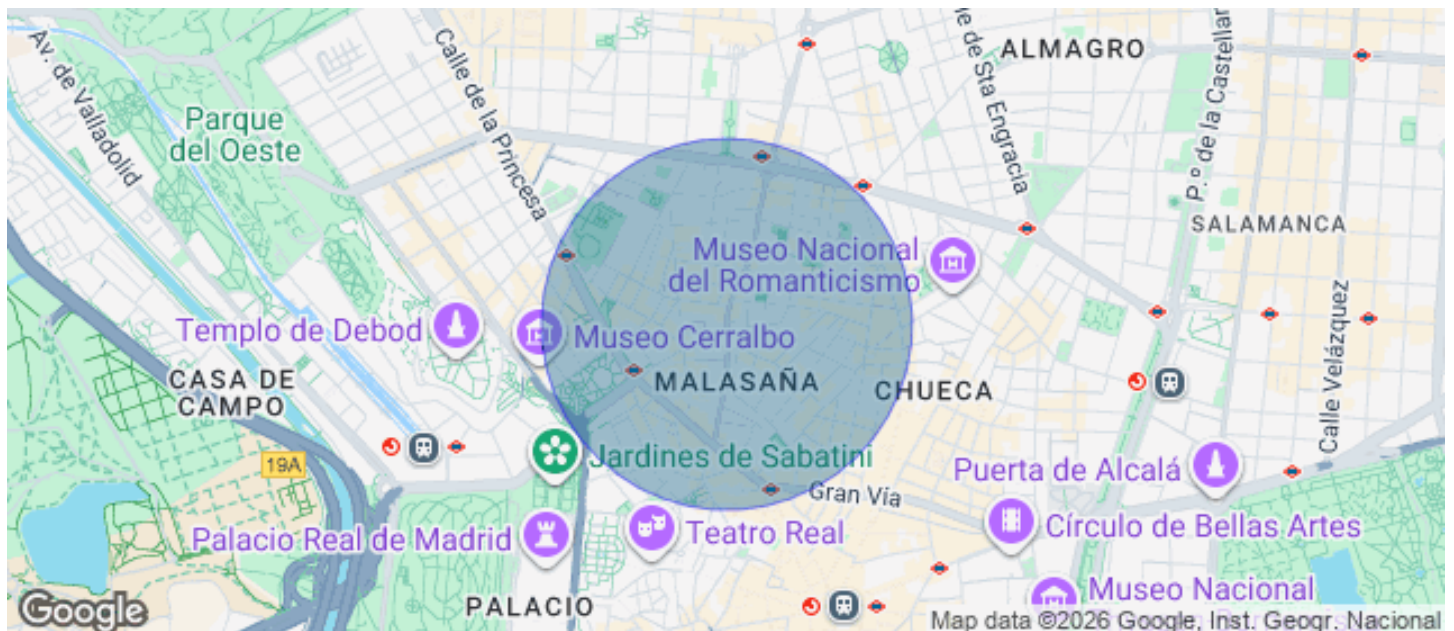 Av. de Valladolid
Calle de la Princesa
e de Sta Engracia
ALMAGRO
P.º de la Castellan
Parque
del Oeste
SALAMANCA
Museo Nacional
del Romanticismo
Calle Velázquez
Templo de Debod
Museo Cerralbo
CASA DE
CAMPO
MALASAÑA
CHUECA
19A
Jardines de Sabatini
Puerta de Alcalá
Gran Vía
Palacio Real de Madrid
Teatro Real
Círculo de Bellas Artes
PALACIO
Museo Nacional
Google
Map data ©2026 Google, Inst. Geogr. Nacional